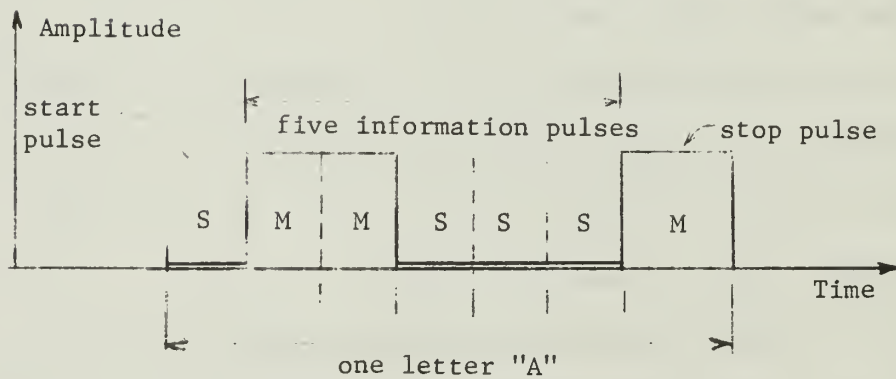 Amplitude
start
pulse
five information pulses
stop pulse
S M M S S S M
Time
one letter "A"